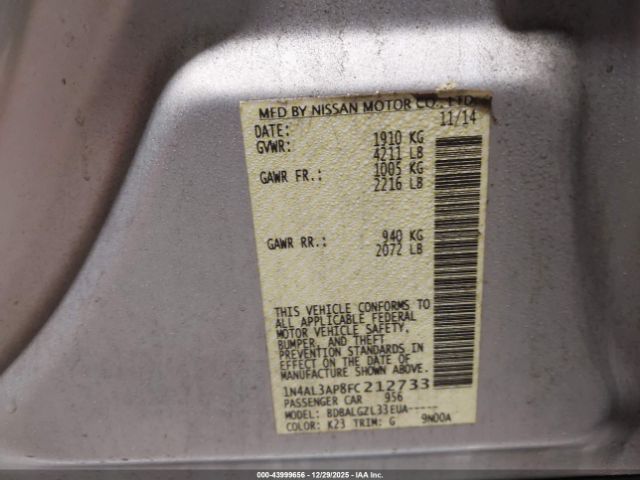 MFD BY NISSAN MOTOR CO., LTD.
DATE: 11/14
GVWR: 1910 KG
4211 LB
GAWR FR.: 1005 KG
2216 LB
GAWR RR.: 940 KG
2072 LB
THIS VEHICLE CONFORMS TO
ALL APPLICABLE FEDERAL
MOTOR VEHICLE SAFETY,
BUMPER, AND THEFT
PREVENTION STANDARDS IN
EFFECT ON THE DATE OF
MANUFACTURE SHOWN ABOVE.
1N4AL3AP8FC212733
PASSENGER CAR 956
MODEL: BDBALGZL33EUA-----
COLOR: K23 TRIM: G 9N00A
000-43999656 - 12/29/2025 - IAAI.com